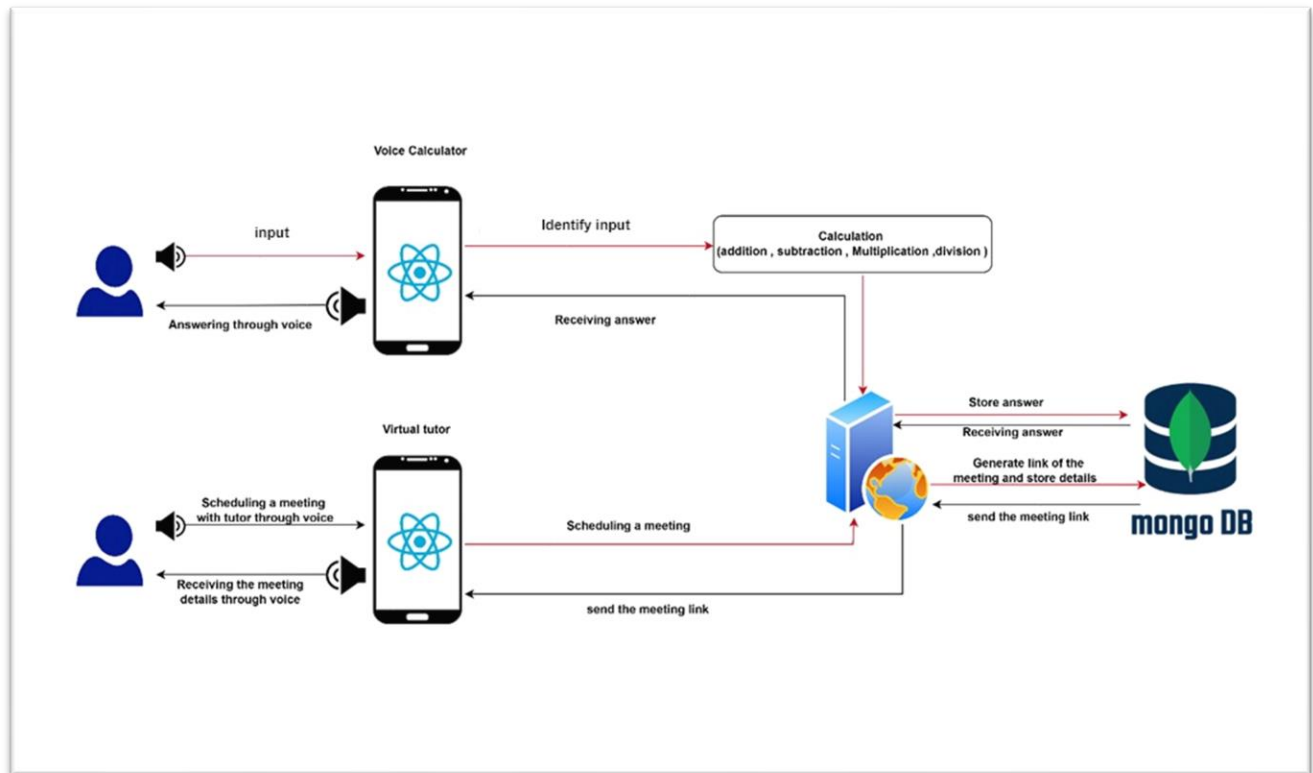 Voice Calculator
input
Identify input
Calculation
(addition , subtraction , Multiplication ,division )
Answering through voice
Receiving answer
Store answer
Receiving answer
Virtual tutor
Generate link of the
meeting and store details
Scheduling a meeting
with tutor through voice
Scheduling a meeting
send the meeting link
mongo DB
Receiving the meeting
details through voice
send the meeting link